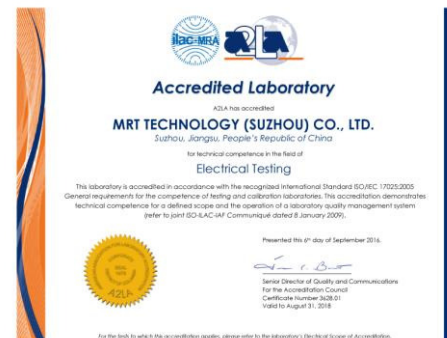 ilac-MRA
A2LA
Accredited Laboratory
A2LA has accredited
MRT TECHNOLOGY (SUZHOU) CO., LTD.
Suzhou, Jiangsu, People's Republic of China
for technical competence in the field of
Electrical Testing
This laboratory is accredited in accordance with the recognized International Standard ISO/IEC 17025:2005
General requirements for the competence of testing and calibration laboratories. This accreditation demonstrates
technical competence for a defined scope and the operation of a laboratory quality management system
(refer to joint ISO-ILAC-IAF Communiqué dated 8 January 2009).
Presented this 6th day of September 2016.
Senior Director of Quality and Communications
For the Accreditation Council
Certificate Number 3628.01
Valid to August 31, 2018
SEAL
1978
A2LA
For the tests to which this accreditation applies, please refer to the laboratory's Electrical Scope of Accreditation.